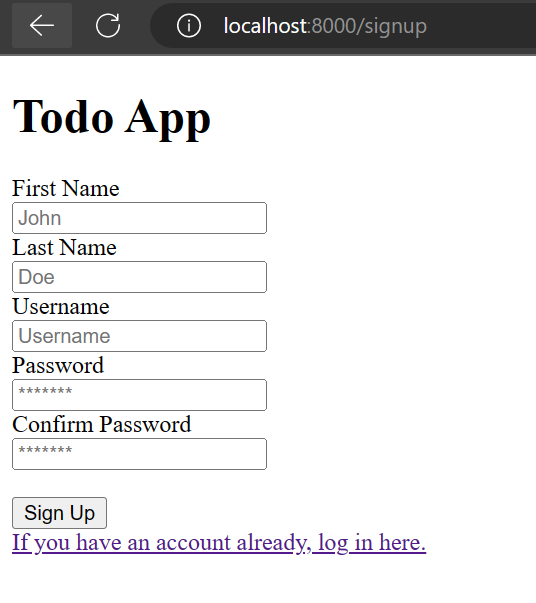 localhost:8000/signup
Todo App
First Name
John
Last Name
Doe
Username
Username
Password
*******
Confirm Password
*******
Sign Up
If you have an account already, log in here.